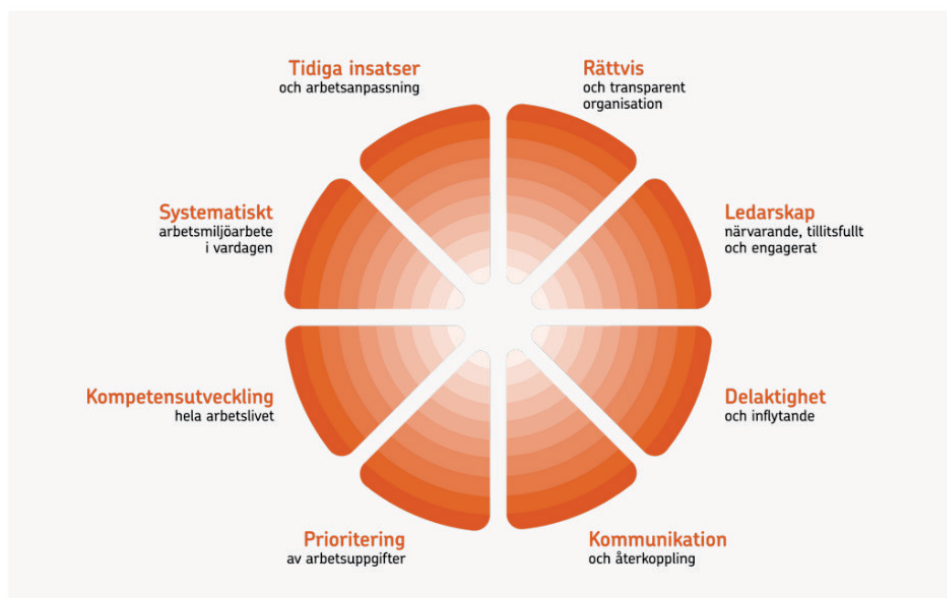 Tidiga insatser
och arbetsanpassning
Rättvis
och transparent
organisation
Systematiskt
arbetsmiljöarbete
i vardagen
Ledarskap
närvarande, tillitsfullt
och engagerat
Kompetensutveckling
hela arbetslivet
Delaktighet
och inflytande
Prioritering
av arbetsuppgifter
Kommunikation
och återkoppling